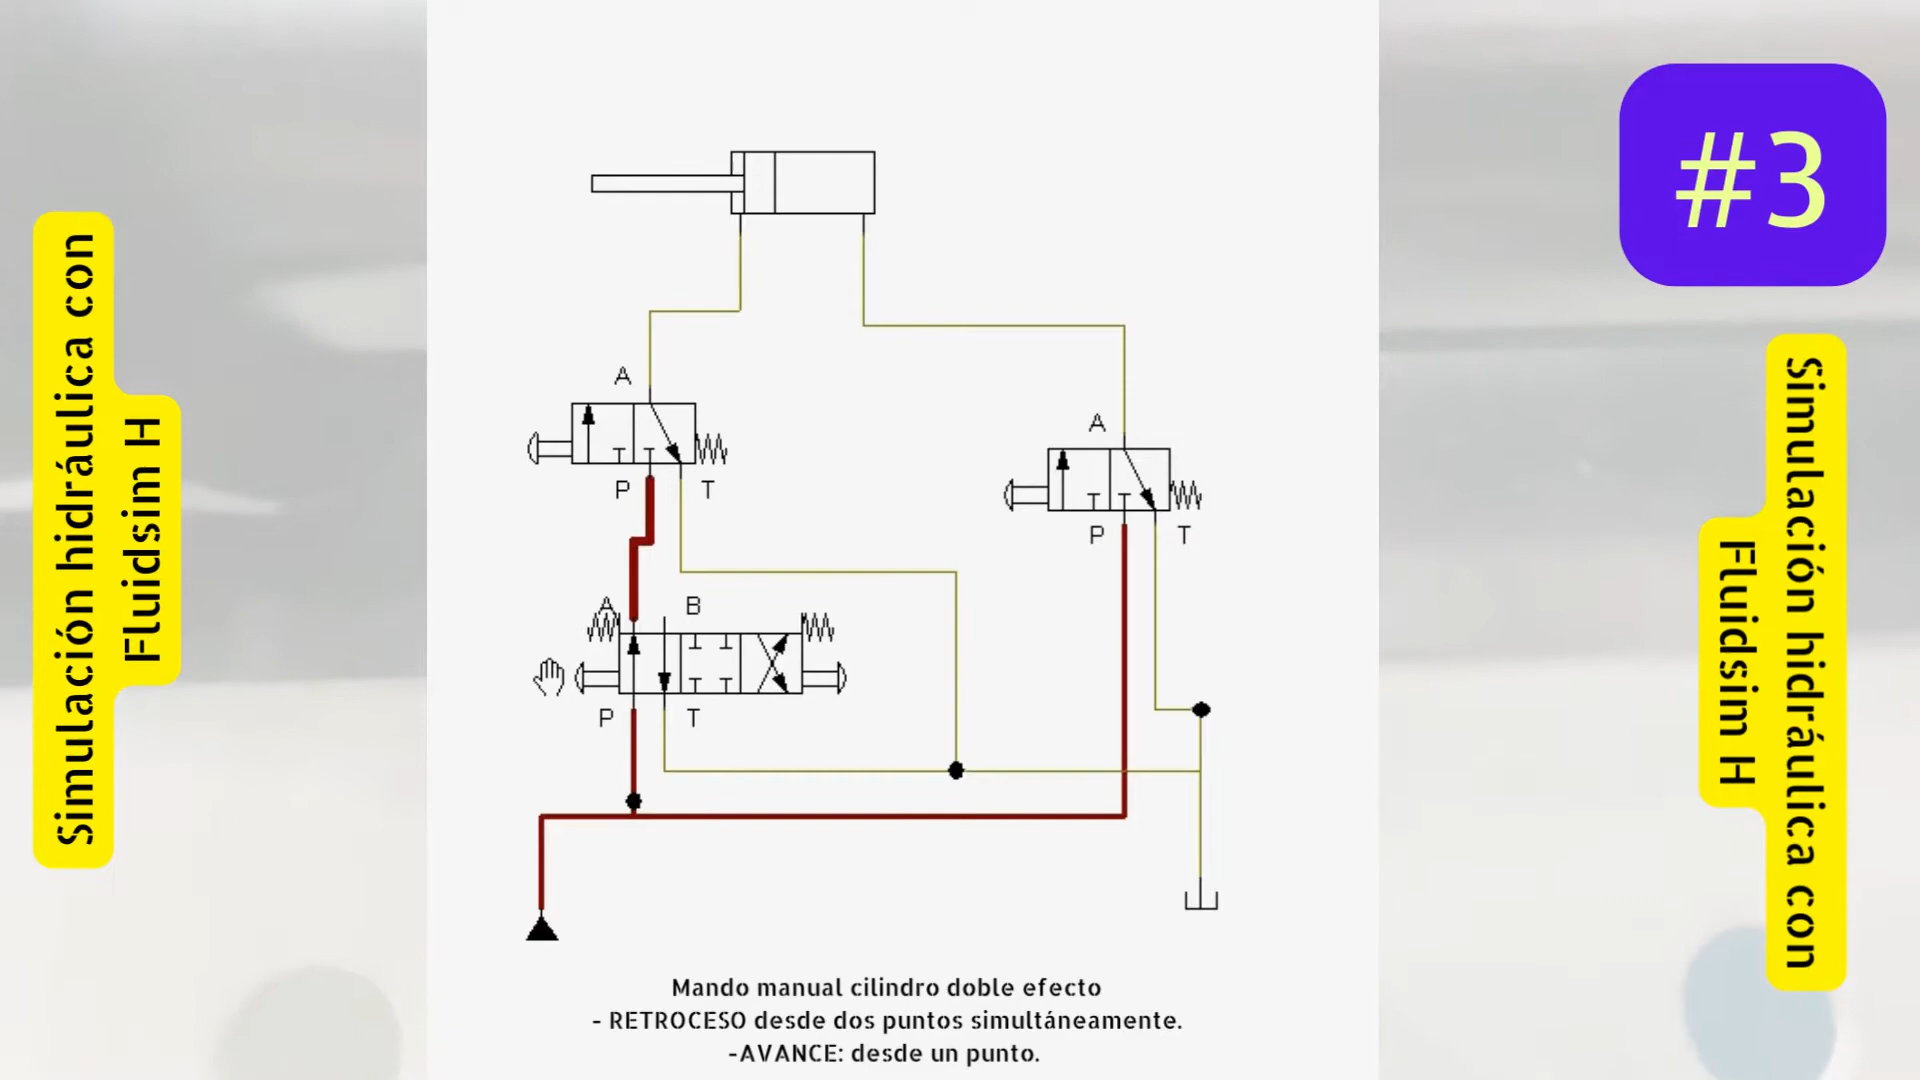 Simulación hidráulica con
Fluidsim H
#3
Simulación hidráulica con
Fluidsim H
A
P
T
A
P
T
A
B
P
T
Mando manual cilindro doble efecto
- RETROCESO desde dos puntos simultáneamente.
-AVANCE: desde un punto.